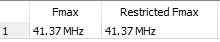 Fmax Restricted Fmax
1 41.37 MHz 41.37 MHz